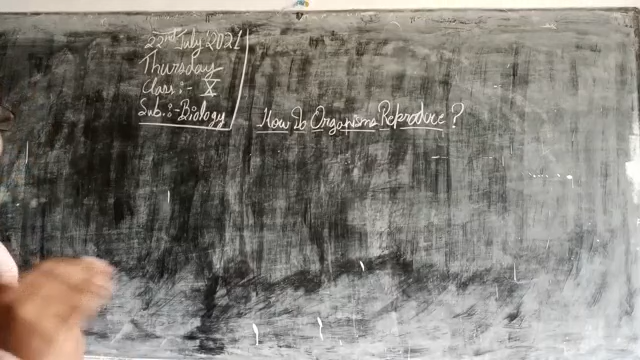 22nd July 2021
Thursday
Class :- X
Sub. :- Biology
How Do Organisms Reproduce ?